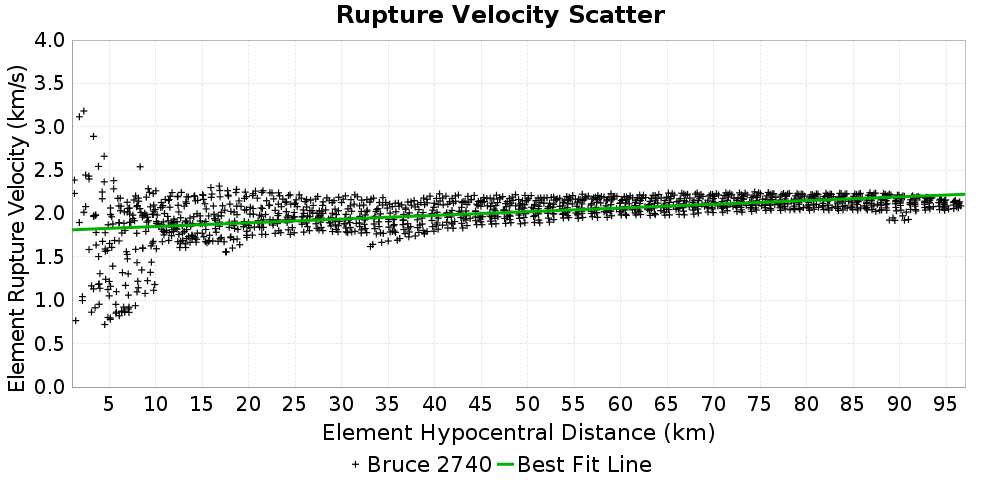 Rupture Velocity Scatter
Element Rupture Velocity (km/s)
4.0
3.5
3.0
2.5
2.0
1.5
1.0
0.5
0.0
5 10 15 20 25 30 35 40 45 50 55 60 65 70 75 80 85 90 95
Element Hypocentral Distance (km)
Bruce 2740 Best Fit Line